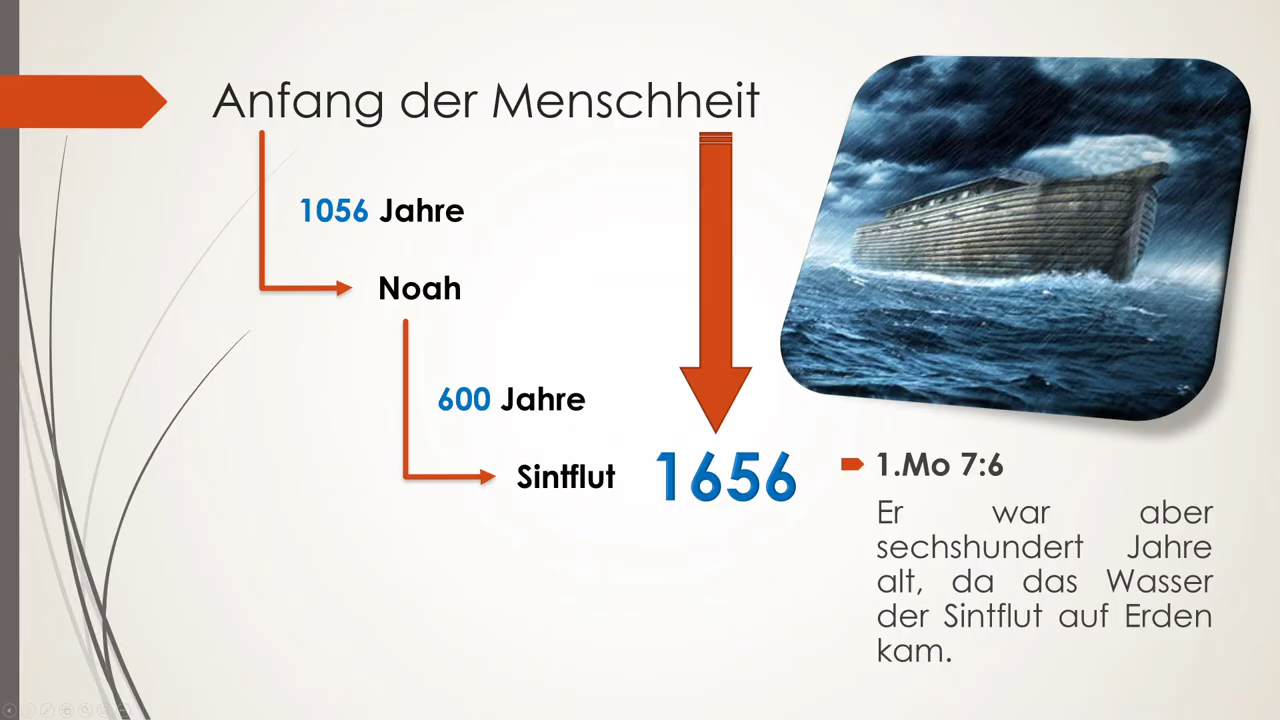 Anfang der Menschheit
1056 Jahre
Noah
600 Jahre
Sintflut 1656
1.Mo 7:6
Er war aber
sechshundert Jahre
alt, da das Wasser
der Sintflut auf Erden
kam.